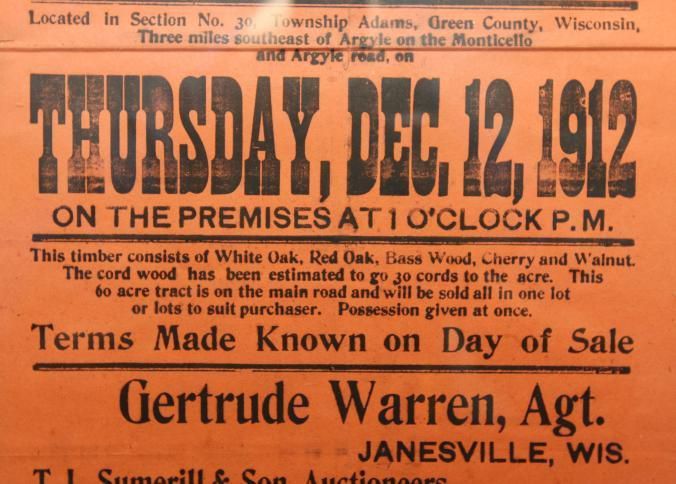 Located in Section No. 30, Township Adams, Green County, Wisconsin,
Three miles southeast of Argyle on the Monticello
and Argyle road, on
THURSDAY, DEC. 12, 1912
ON THE PREMISES AT 1 O'CLOCK P. M.
This timber consists of White Oak, Red Oak, Bass Wood, Cherry and Walnut.
The cord wood has been estimated to go 30 cords to the acre. This
60 acre tract is on the main road and will be sold all in one lot
or lots to suit purchaser. Possession given at once.
Terms Made Known on Day of Sale
Gertrude Warren, Agt.
JANESVILLE, WIS.
T. J. Sumerill & Son, Auctioneers